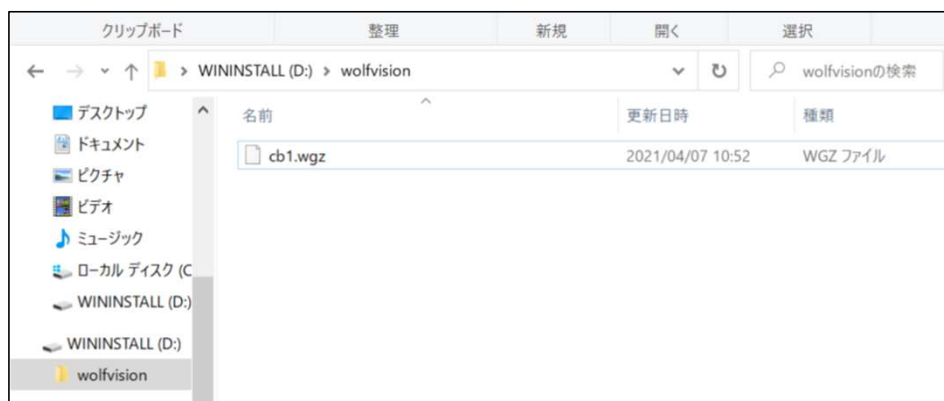 クリップボード 整理 新規 開く 選択
WININSTALL (D:) > wolfvision
wolfvisionの検索
デスクトップ
ドキュメント
ピクチャ
ビデオ
ミュージック
ローカル ディスク (C
WININSTALL (D:)
WININSTALL (D:)
wolfvision
名前 更新日時 種類
cb1.wgz 2021/04/07 10:52 WGZ ファイル